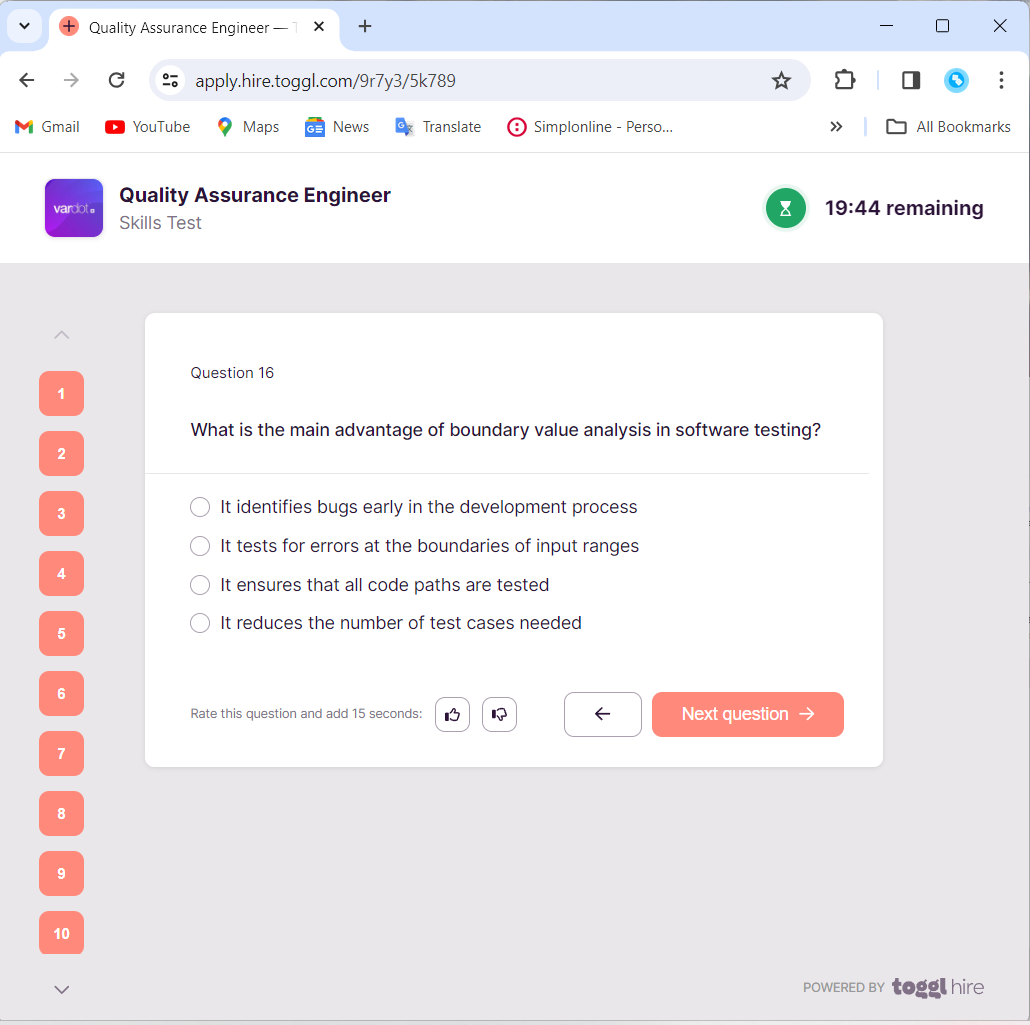 Quality Assurance Engineer —
apply.hire.toggl.com/9r7y3/5k789
Gmail YouTube Maps News Translate Simplonline - Perso... All Bookmarks
vardot
Quality Assurance Engineer
Skills Test
19:44 remaining
Question 16
What is the main advantage of boundary value analysis in software testing?
It identifies bugs early in the development process
It tests for errors at the boundaries of input ranges
It ensures that all code paths are tested
It reduces the number of test cases needed
Rate this question and add 15 seconds:
Next question →
1
2
3
4
5
6
7
8
9
10
POWERED BY toggl hire